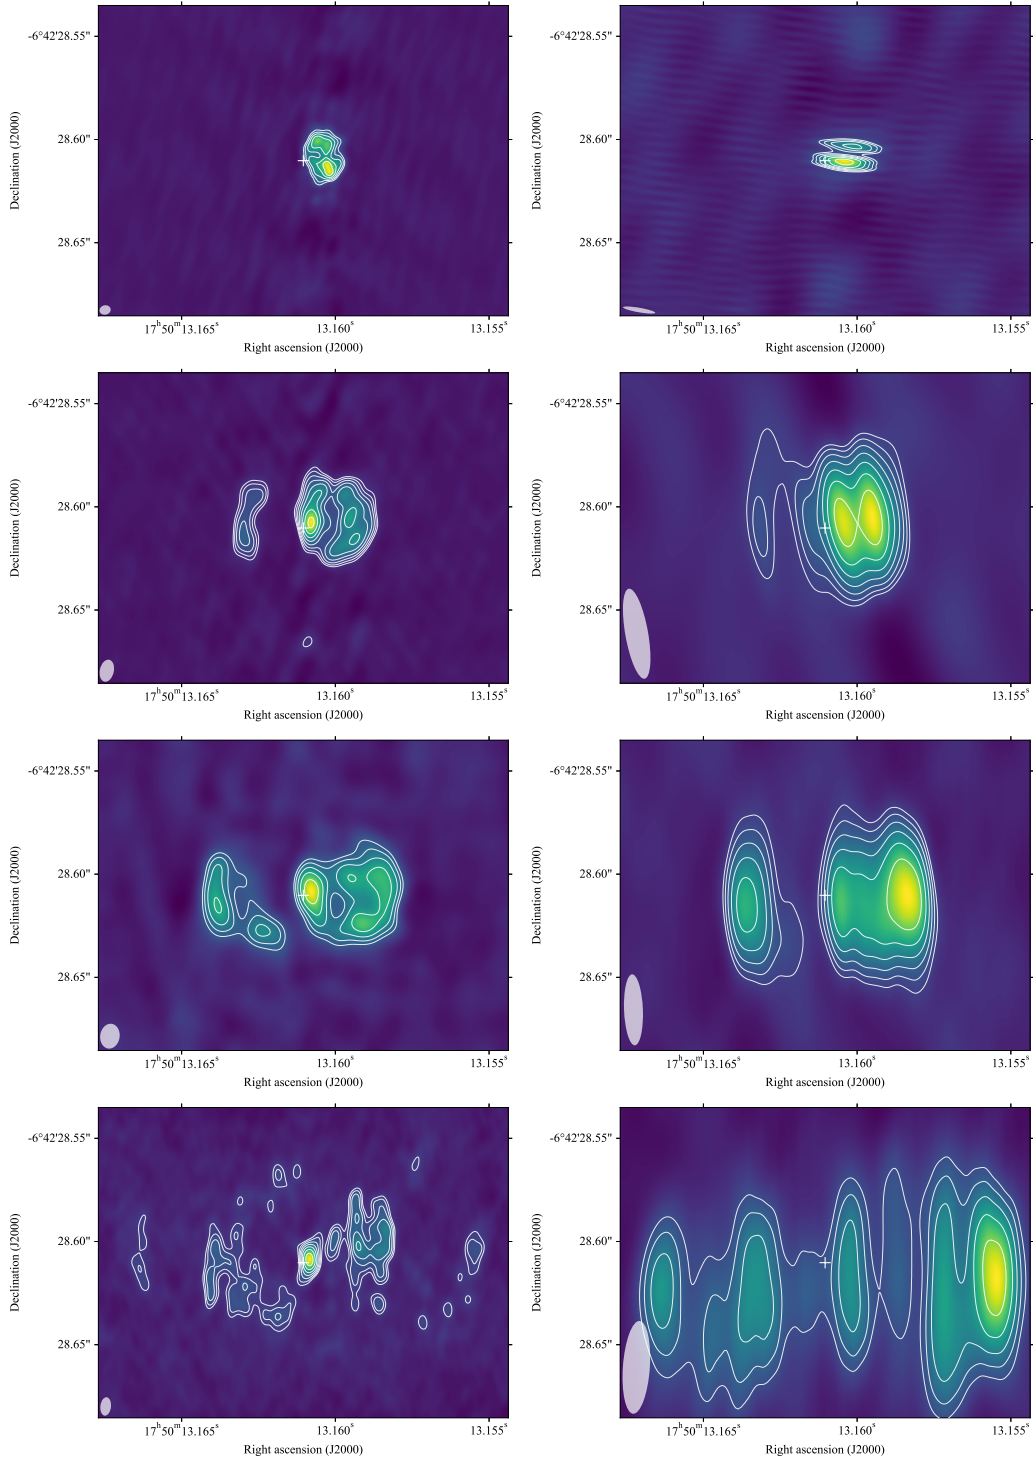 -6°42'28.55"
28.60"
28.65"
Declination (J2000)
17ʰ50ᵐ13.165ˢ 13.160ˢ 13.155ˢ
Right ascension (J2000)
-6°42'28.55"
28.60"
28.65"
Declination (J2000)
17ʰ50ᵐ13.165ˢ 13.160ˢ 13.155ˢ
Right ascension (J2000)
-6°42'28.55"
28.60"
28.65"
Declination (J2000)
17ʰ50ᵐ13.165ˢ 13.160ˢ 13.155ˢ
Right ascension (J2000)
-6°42'28.55"
28.60"
28.65"
Declination (J2000)
17ʰ50ᵐ13.165ˢ 13.160ˢ 13.155ˢ
Right ascension (J2000)
-6°42'28.55"
28.60"
28.65"
Declination (J2000)
17ʰ50ᵐ13.165ˢ 13.160ˢ 13.155ˢ
Right ascension (J2000)
-6°42'28.55"
28.60"
28.65"
Declination (J2000)
17ʰ50ᵐ13.165ˢ 13.160ˢ 13.155ˢ
Right ascension (J2000)
-6°42'28.55"
28.60"
28.65"
Declination (J2000)
17ʰ50ᵐ13.165ˢ 13.160ˢ 13.155ˢ
Right ascension (J2000)
-6°42'28.55"
28.60"
28.65"
Declination (J2000)
17ʰ50ᵐ13.165ˢ 13.160ˢ 13.155ˢ
Right ascension (J2000)